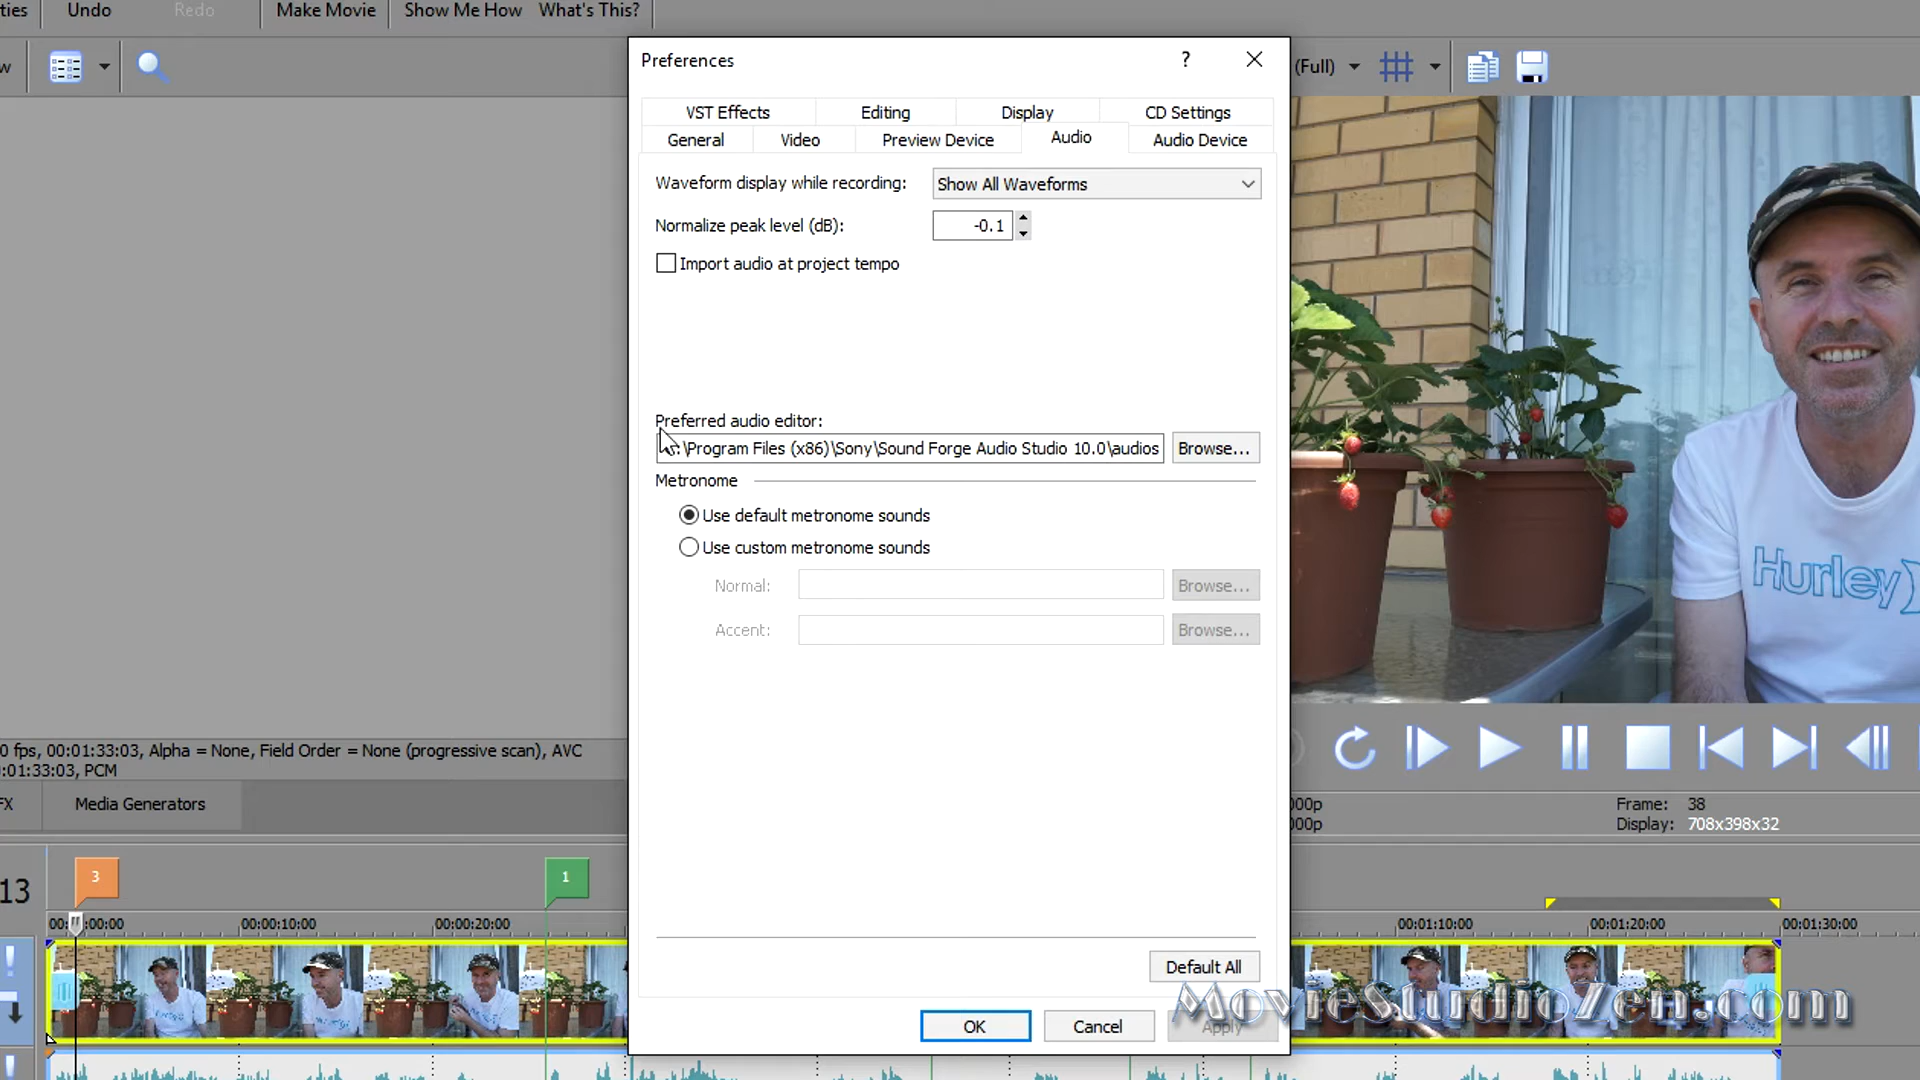 ties Undo Redo Make Movie Show Me How What's This?
Preferences ?
(Full)
VST Effects Editing Display CD Settings
General Video Preview Device Audio Audio Device
Waveform display while recording: Show All Waveforms
Normalize peak level (dB): -0.1
Import audio at project tempo
Preferred audio editor:
:\Program Files (x86)\Sony\Sound Forge Audio Studio 10.0\audios Browse...
Metronome
Use default metronome sounds
Use custom metronome sounds
Normal: Browse...
Accent: Browse...
Hurley
0 fps, 00:01:33:03, Alpha = None, Field Order = None (progressive scan), AVC
:01:33:03, PCM
FX Media Generators
000p Frame: 38
000p Display: 708x398x32
13 3 1
00:00:10:00 00:00:20:00 00:01:10:00 00:01:20:00 00:01:30:00
Default All
MovieStudioZen.com
OK Cancel Apply